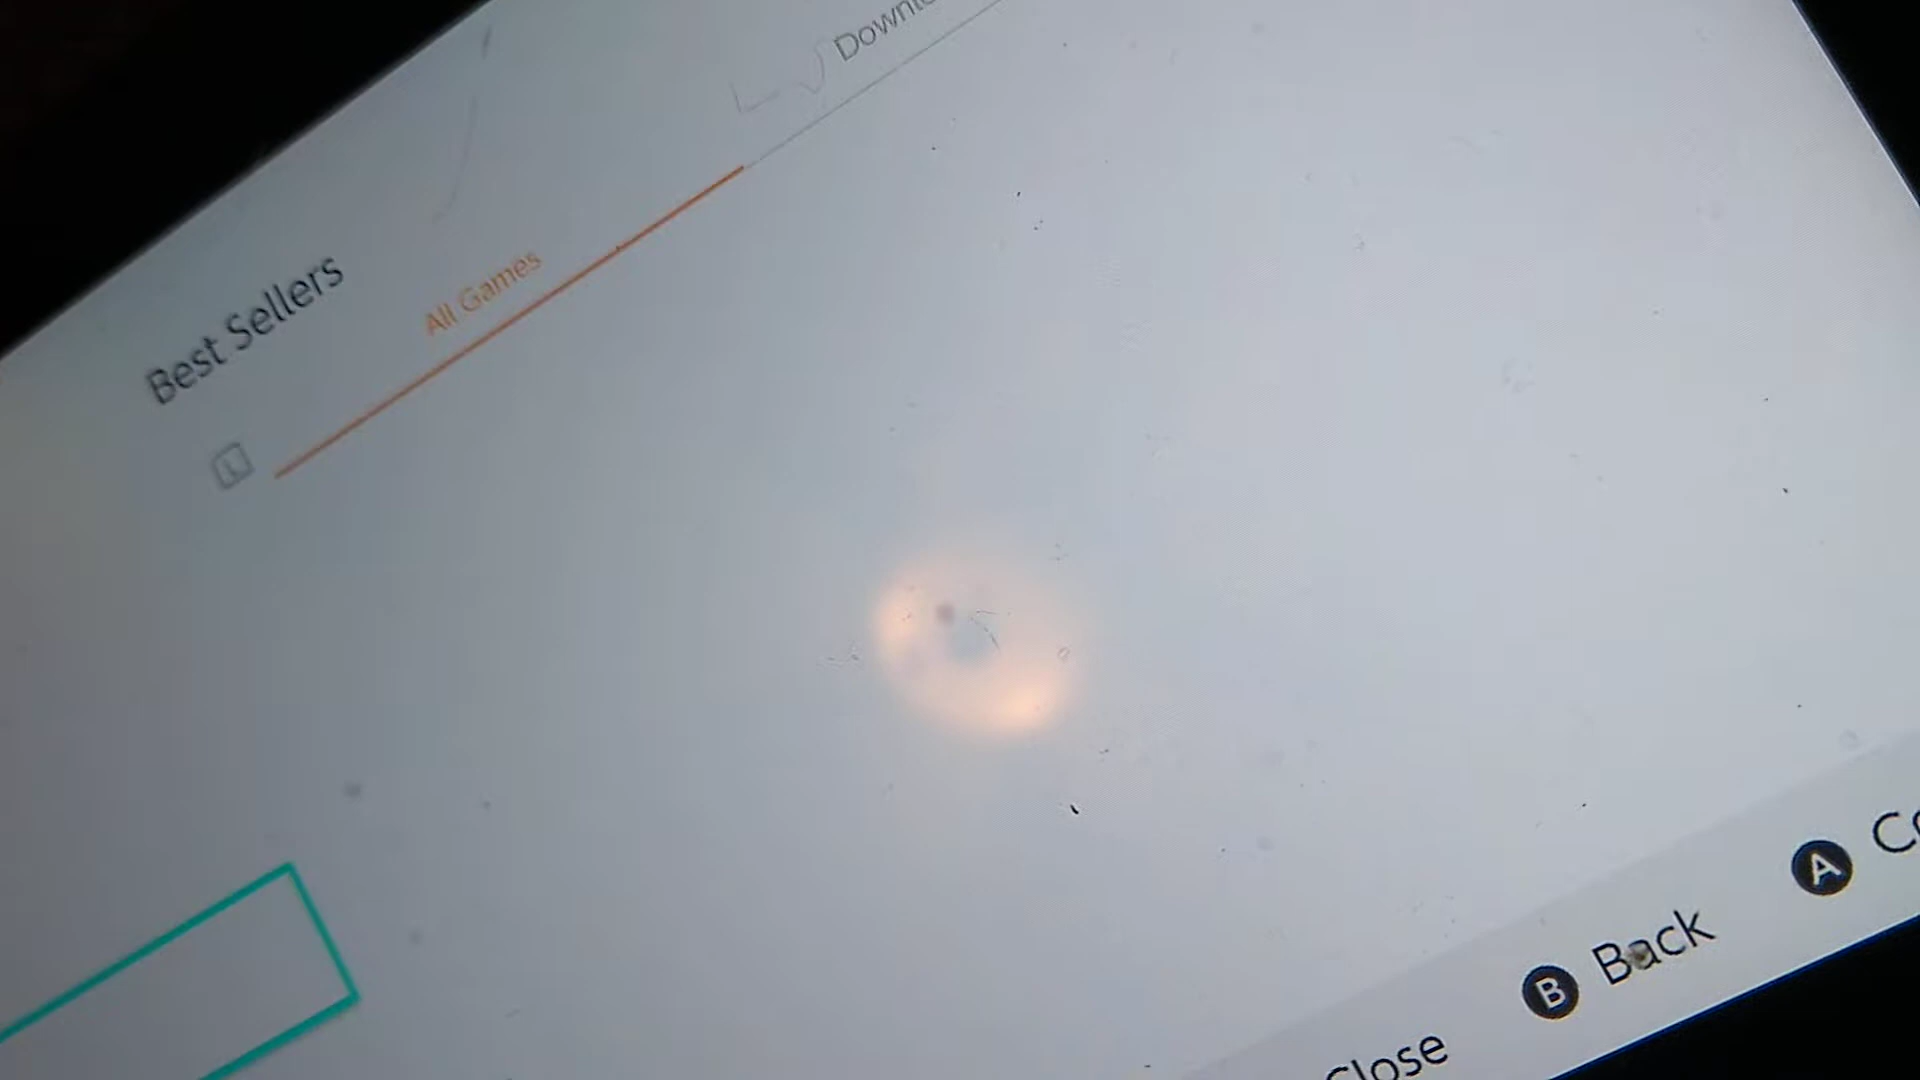 Best Sellers
L
All Games
Close
B Back
A